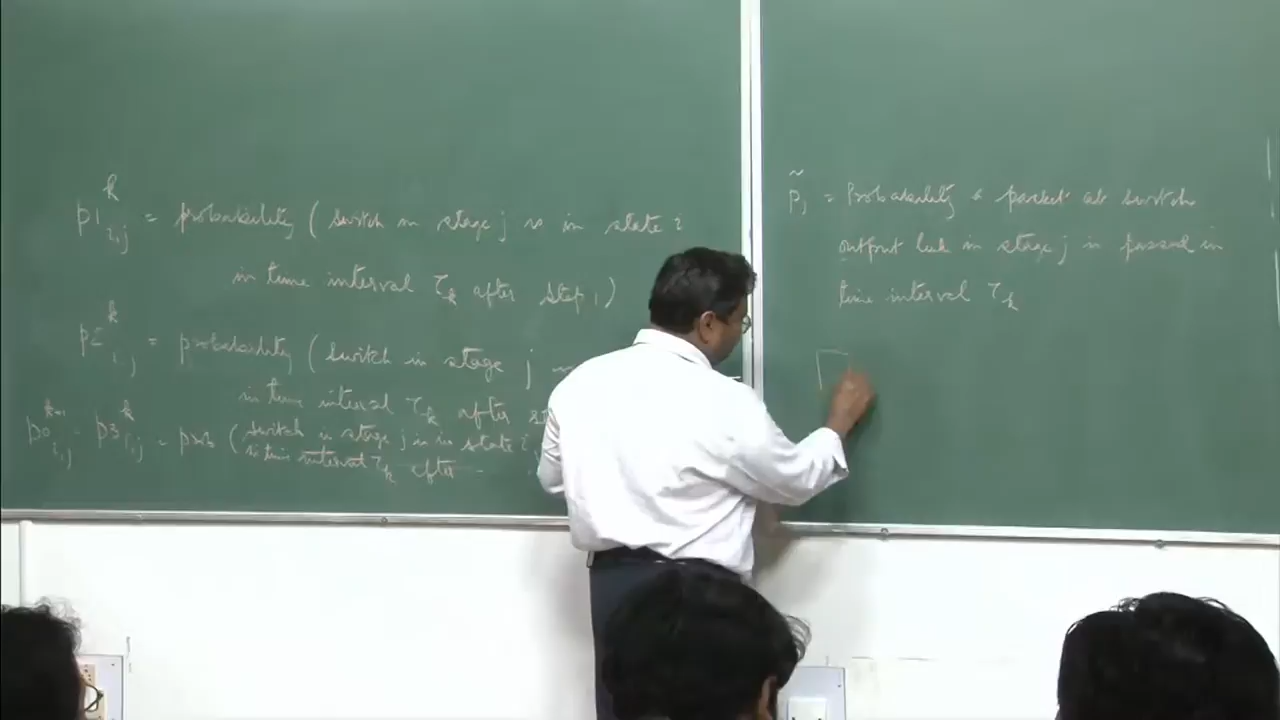 p1^k_{i,j} = probability ( switch in stage j is in state i
in time interval τ_k after step 1 )
p2^k_{i,j} = probability ( switch in stage j
in time interval τ_k after
p0^{k-1}_{i,j} = p3^k_{i,j} = prob ( switch in stage j is in state i
in time interval τ_k after
p̃_j = Probability a packet at switch
output link in stage j is passed in
time interval τ_k